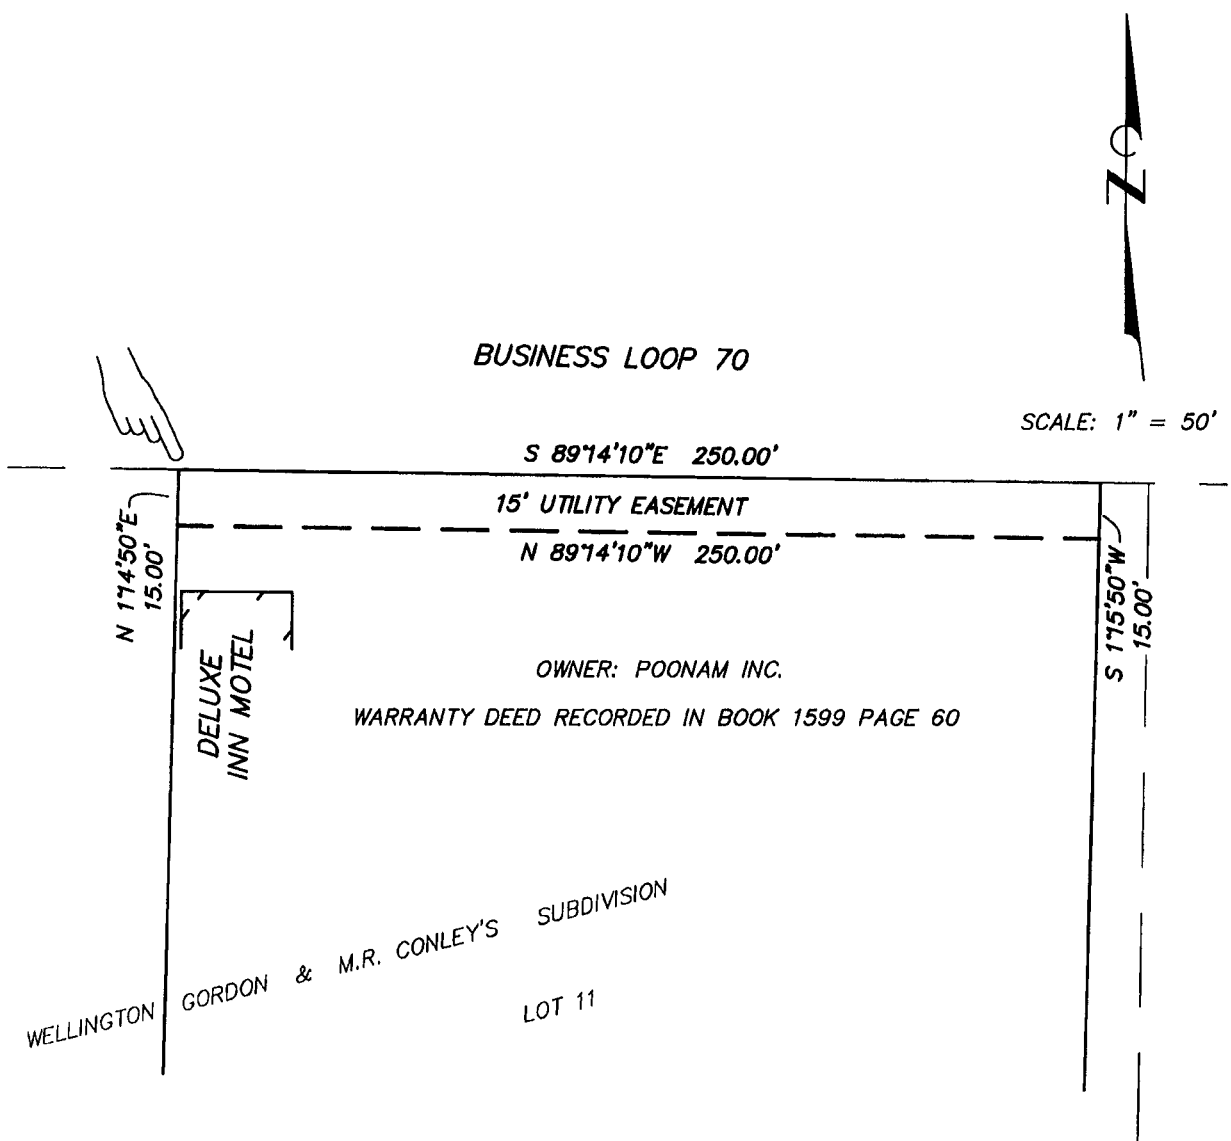 N
BUSINESS LOOP 70
SCALE: 1" = 50'
S 89°14'10"E 250.00'
15' UTILITY EASEMENT
N 89°14'10"W 250.00'
N 1°14'50"E
15.00'
S 1°15'50"W
15.00'
DELUXE
INN MOTEL
OWNER: POONAM INC.
WARRANTY DEED RECORDED IN BOOK 1599 PAGE 60
WELLINGTON GORDON & M.R. CONLEY'S SUBDIVISION
LOT 11